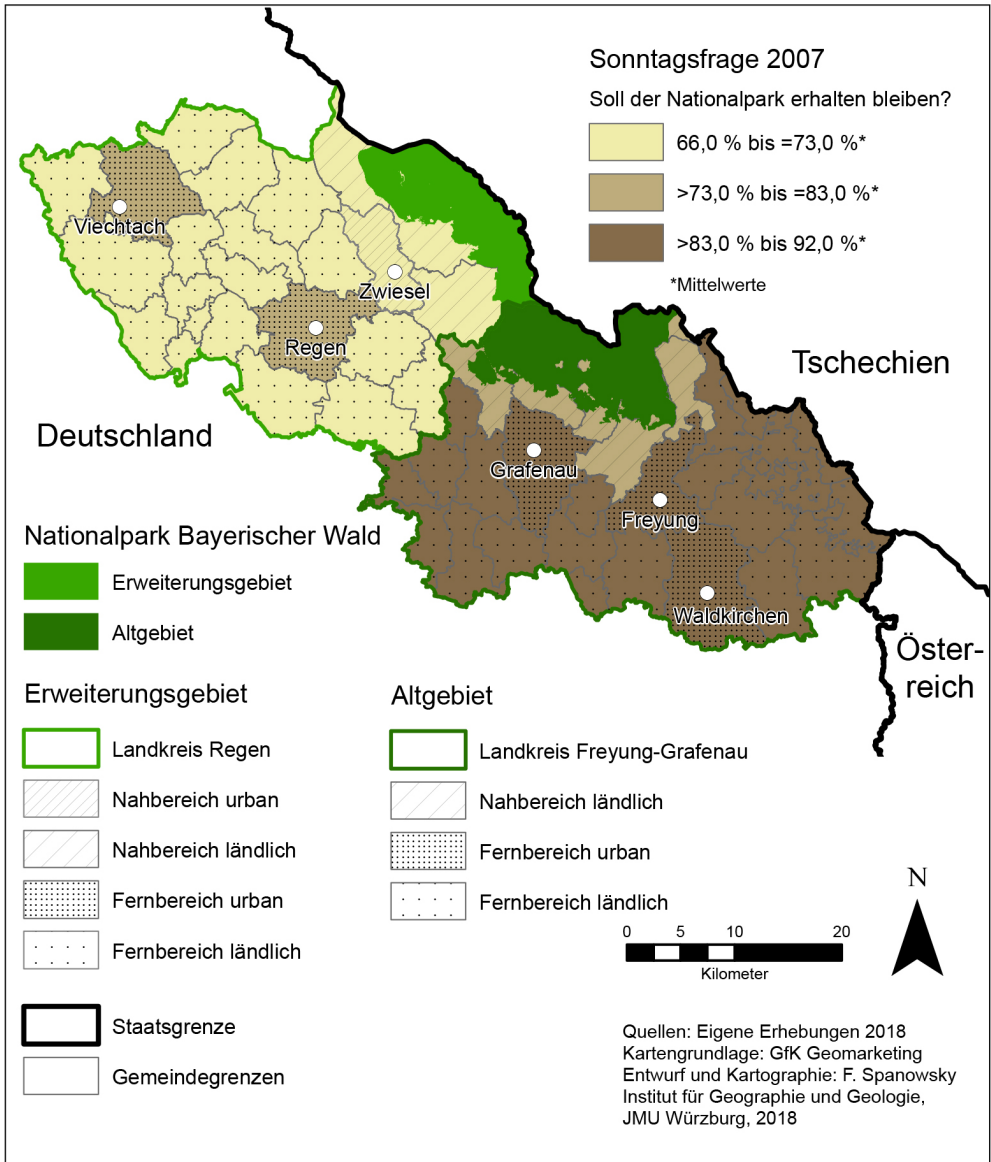 Sonntagsfrage 2007
Soll der Nationalpark erhalten bleiben?
66,0 % bis =73,0 %*
>73,0 % bis =83,0 %*
>83,0 % bis 92,0 %*
*Mittelwerte
Viechtach
Zwiesel
Regen
Tschechien
Deutschland
Grafenau
Freyung
Waldkirchen
Öster-
reich
Nationalpark Bayerischer Wald
Erweiterungsgebiet
Altgebiet
Erweiterungsgebiet
Landkreis Regen
Nahbereich urban
Nahbereich ländlich
Fernbereich urban
Fernbereich ländlich
Staatsgrenze
Gemeindegrenzen
Altgebiet
Landkreis Freyung-Grafenau
Nahbereich ländlich
Fernbereich urban
Fernbereich ländlich
N
0 5 10 20
Kilometer
Quellen: Eigene Erhebungen 2018
Kartengrundlage: GfK Geomarketing
Entwurf und Kartographie: F. Spanowsky
Institut für Geographie und Geologie,
JMU Würzburg, 2018